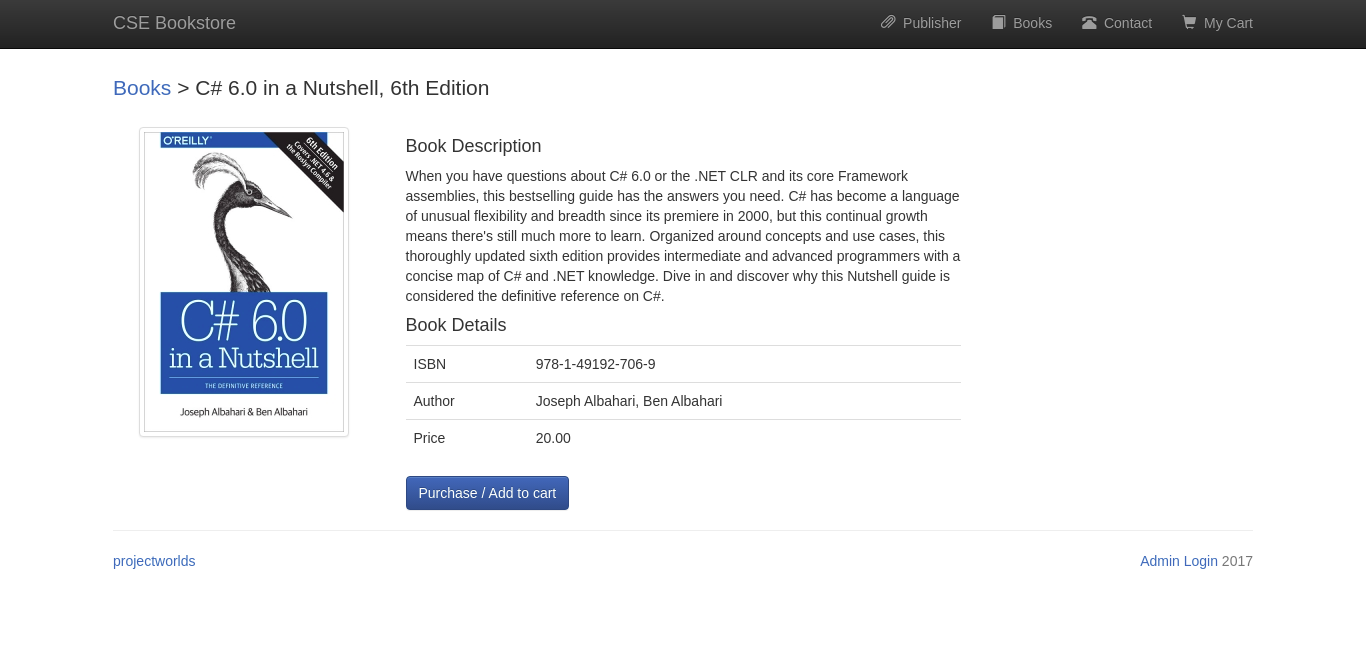 CSE Bookstore
Publisher
Books
Contact
My Cart
Books > C# 6.0 in a Nutshell, 6th Edition
O'REILLY®
6th Edition
Covers .NET 4.6 &
the Roslyn Compiler
C# 6.0
in a Nutshell
THE DEFINITIVE REFERENCE
Joseph Albahari & Ben Albahari
Book Description
When you have questions about C# 6.0 or the .NET CLR and its core Framework
assemblies, this bestselling guide has the answers you need. C# has become a language
of unusual flexibility and breadth since its premiere in 2000, but this continual growth
means there's still much more to learn. Organized around concepts and use cases, this
thoroughly updated sixth edition provides intermediate and advanced programmers with a
concise map of C# and .NET knowledge. Dive in and discover why this Nutshell guide is
considered the definitive reference on C#.
Book Details
ISBN 978-1-49192-706-9
Author Joseph Albahari, Ben Albahari
Price 20.00
Purchase / Add to cart
projectworlds
Admin Login 2017